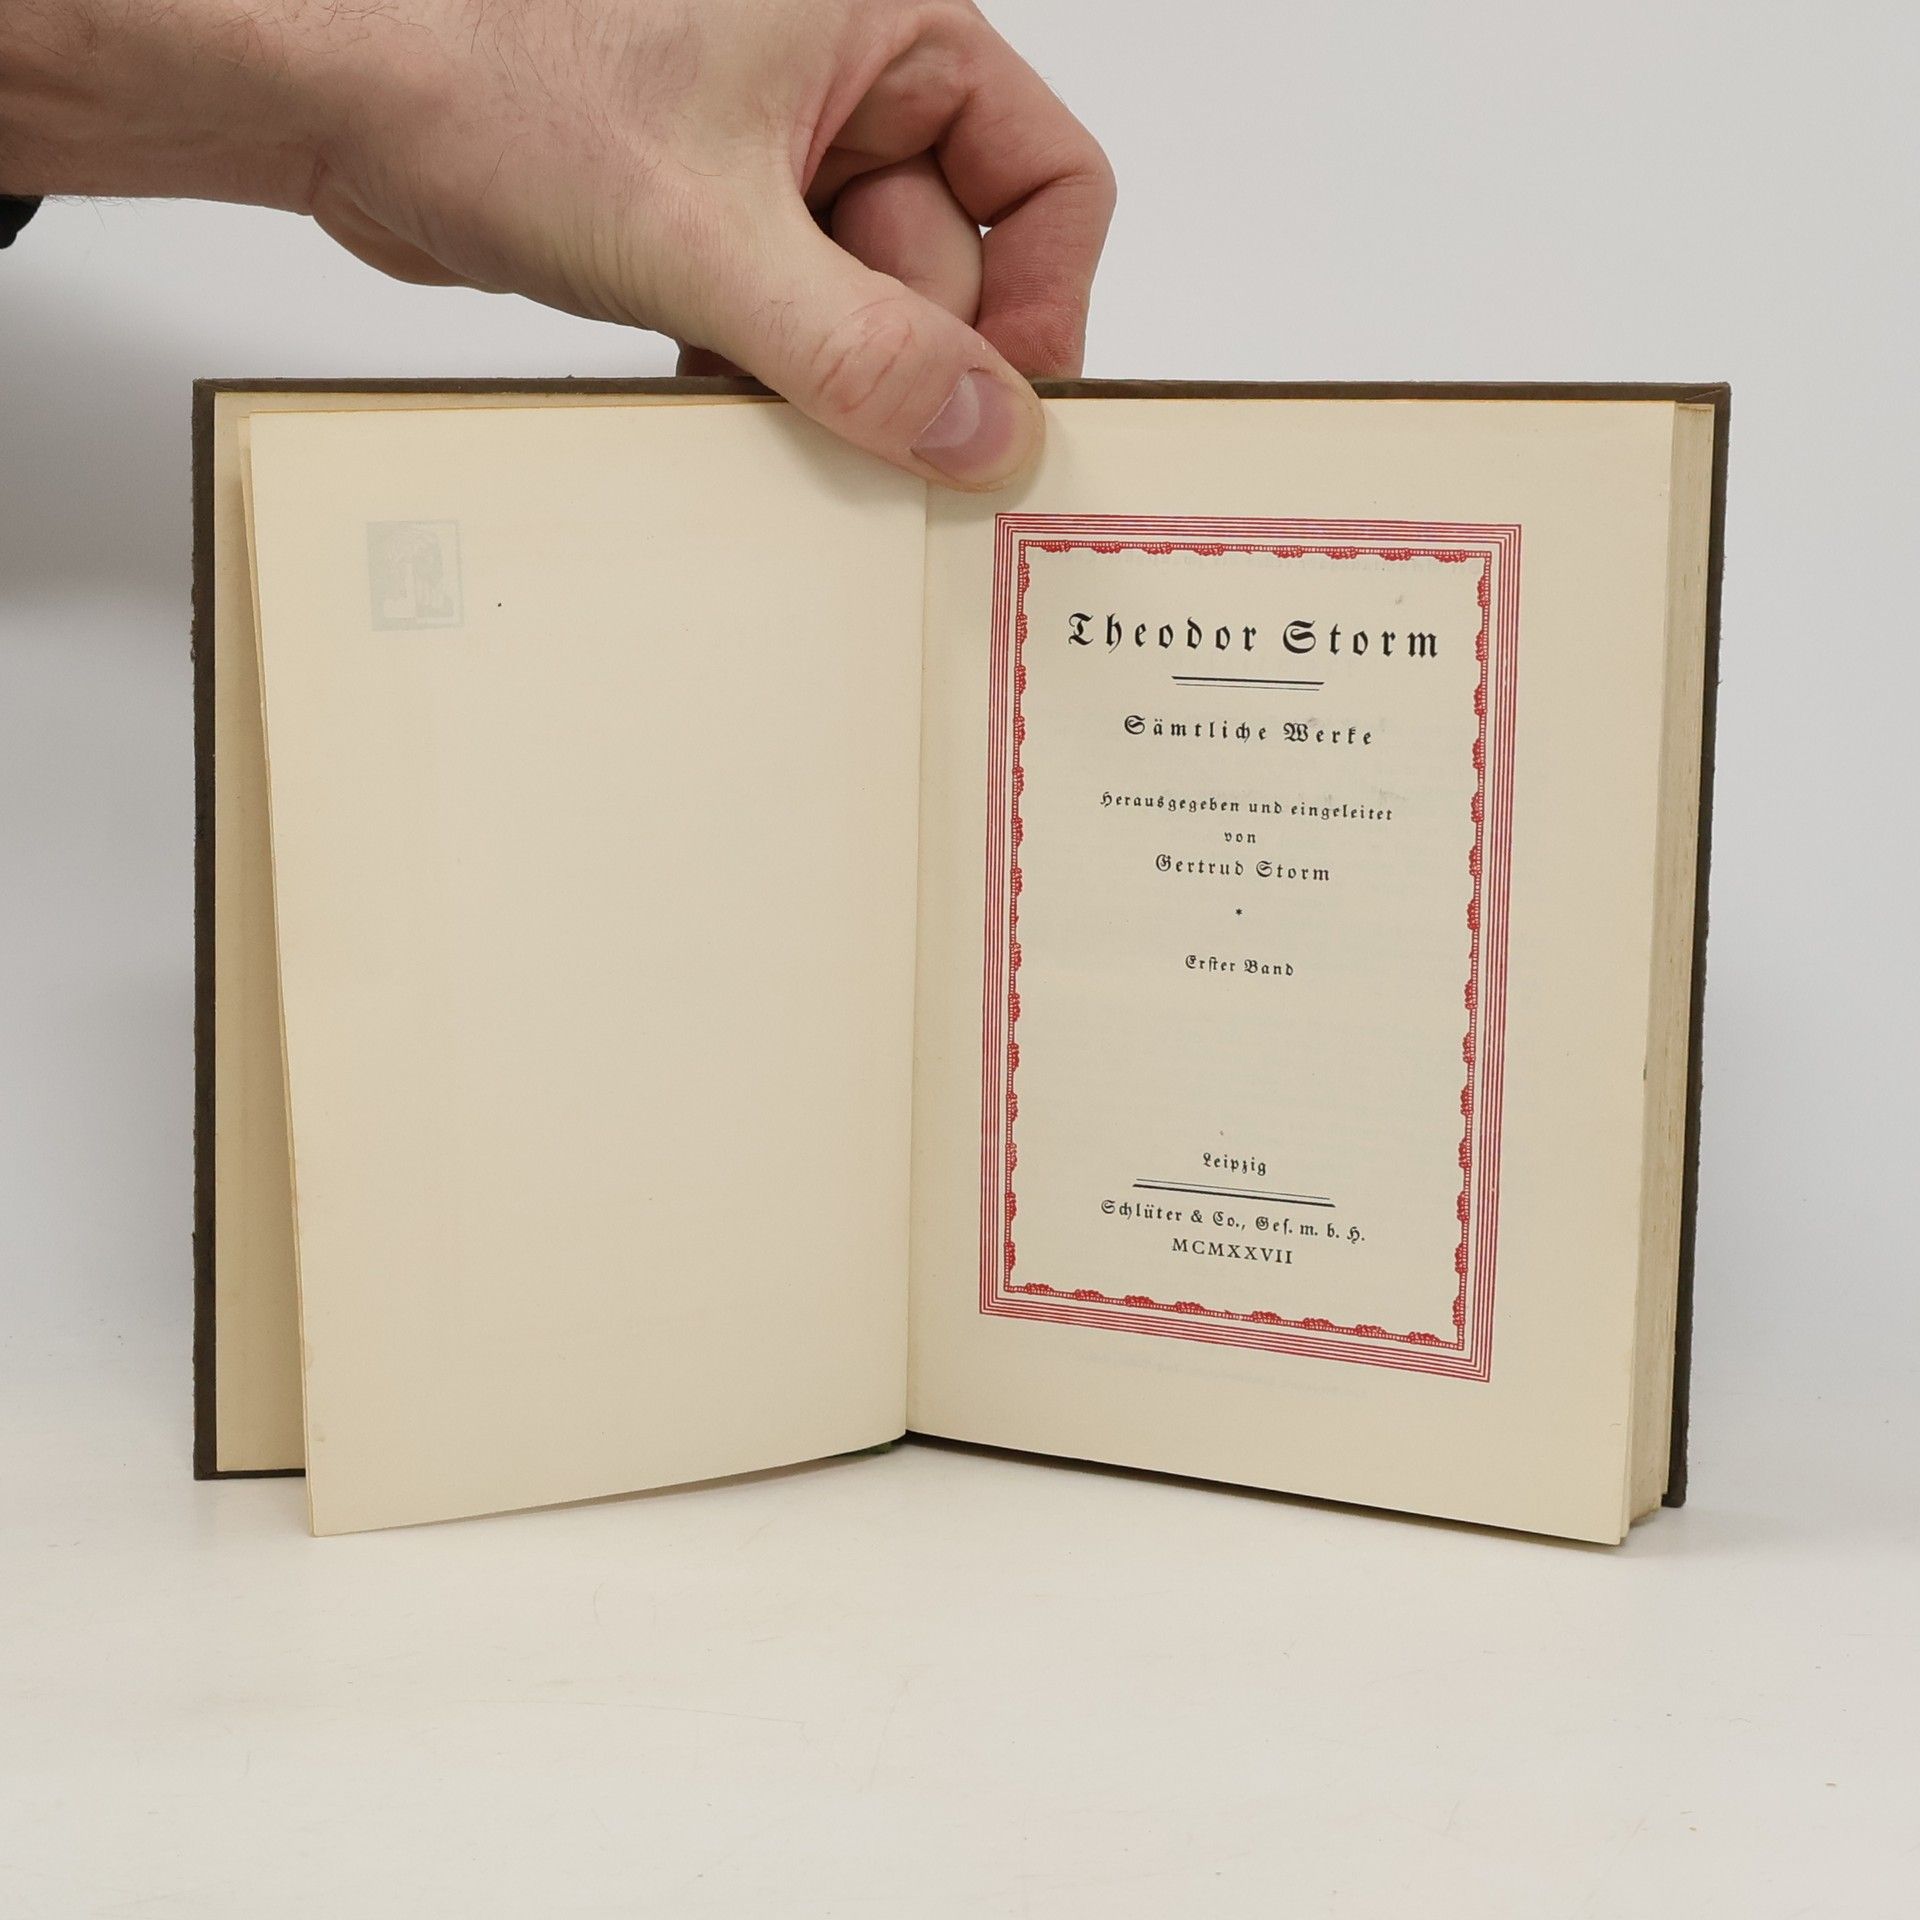 Theodor Storm
Sämtliche Werke
Herausgegeben und eingeleitet
von
Gertrud Storm
*
Erster Band
Leipzig
Schlüter & Co., Ges. m. b. H.
MCMXXVII